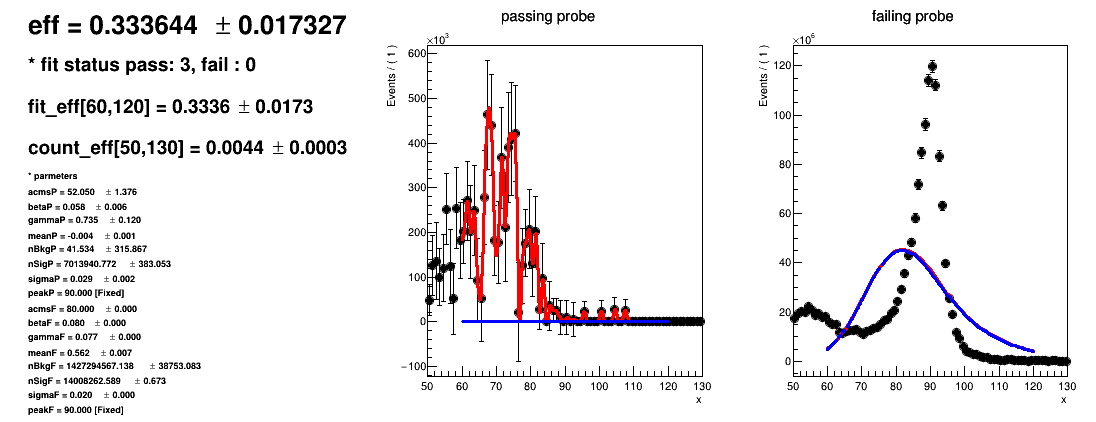 eff = 0.333644 ± 0.017327
* fit status pass: 3, fail : 0
fit_eff[60,120] = 0.3336 ± 0.0173
count_eff[50,130] = 0.0044 ± 0.0003
* parmeters
acmsP = 52.050 ± 1.376
betaP = 0.058 ± 0.006
gammaP = 0.735 ± 0.120
meanP = -0.004 ± 0.001
nBkgP = 41.534 ± 315.867
nSigP = 7013940.772 ± 383.053
sigmaP = 0.029 ± 0.002
peakP = 90.000 [Fixed]
acmsF = 80.000 ± 0.000
betaF = 0.080 ± 0.000
gammaF = 0.077 ± 0.000
meanF = 0.562 ± 0.007
nBkgF = 1427294567.138 ± 38753.083
nSigF = 14008262.589 ± 0.673
sigmaF = 0.020 ± 0.000
peakF = 90.000 [Fixed]
passing probe
×10³
Events / ( 1 )
600
500
400
300
200
100
0
−100
50 60 70 80 90 100 110 120 130
x
failing probe
×10⁶
Events / ( 1 )
120
100
80
60
40
20
0
50 60 70 80 90 100 110 120 130
x